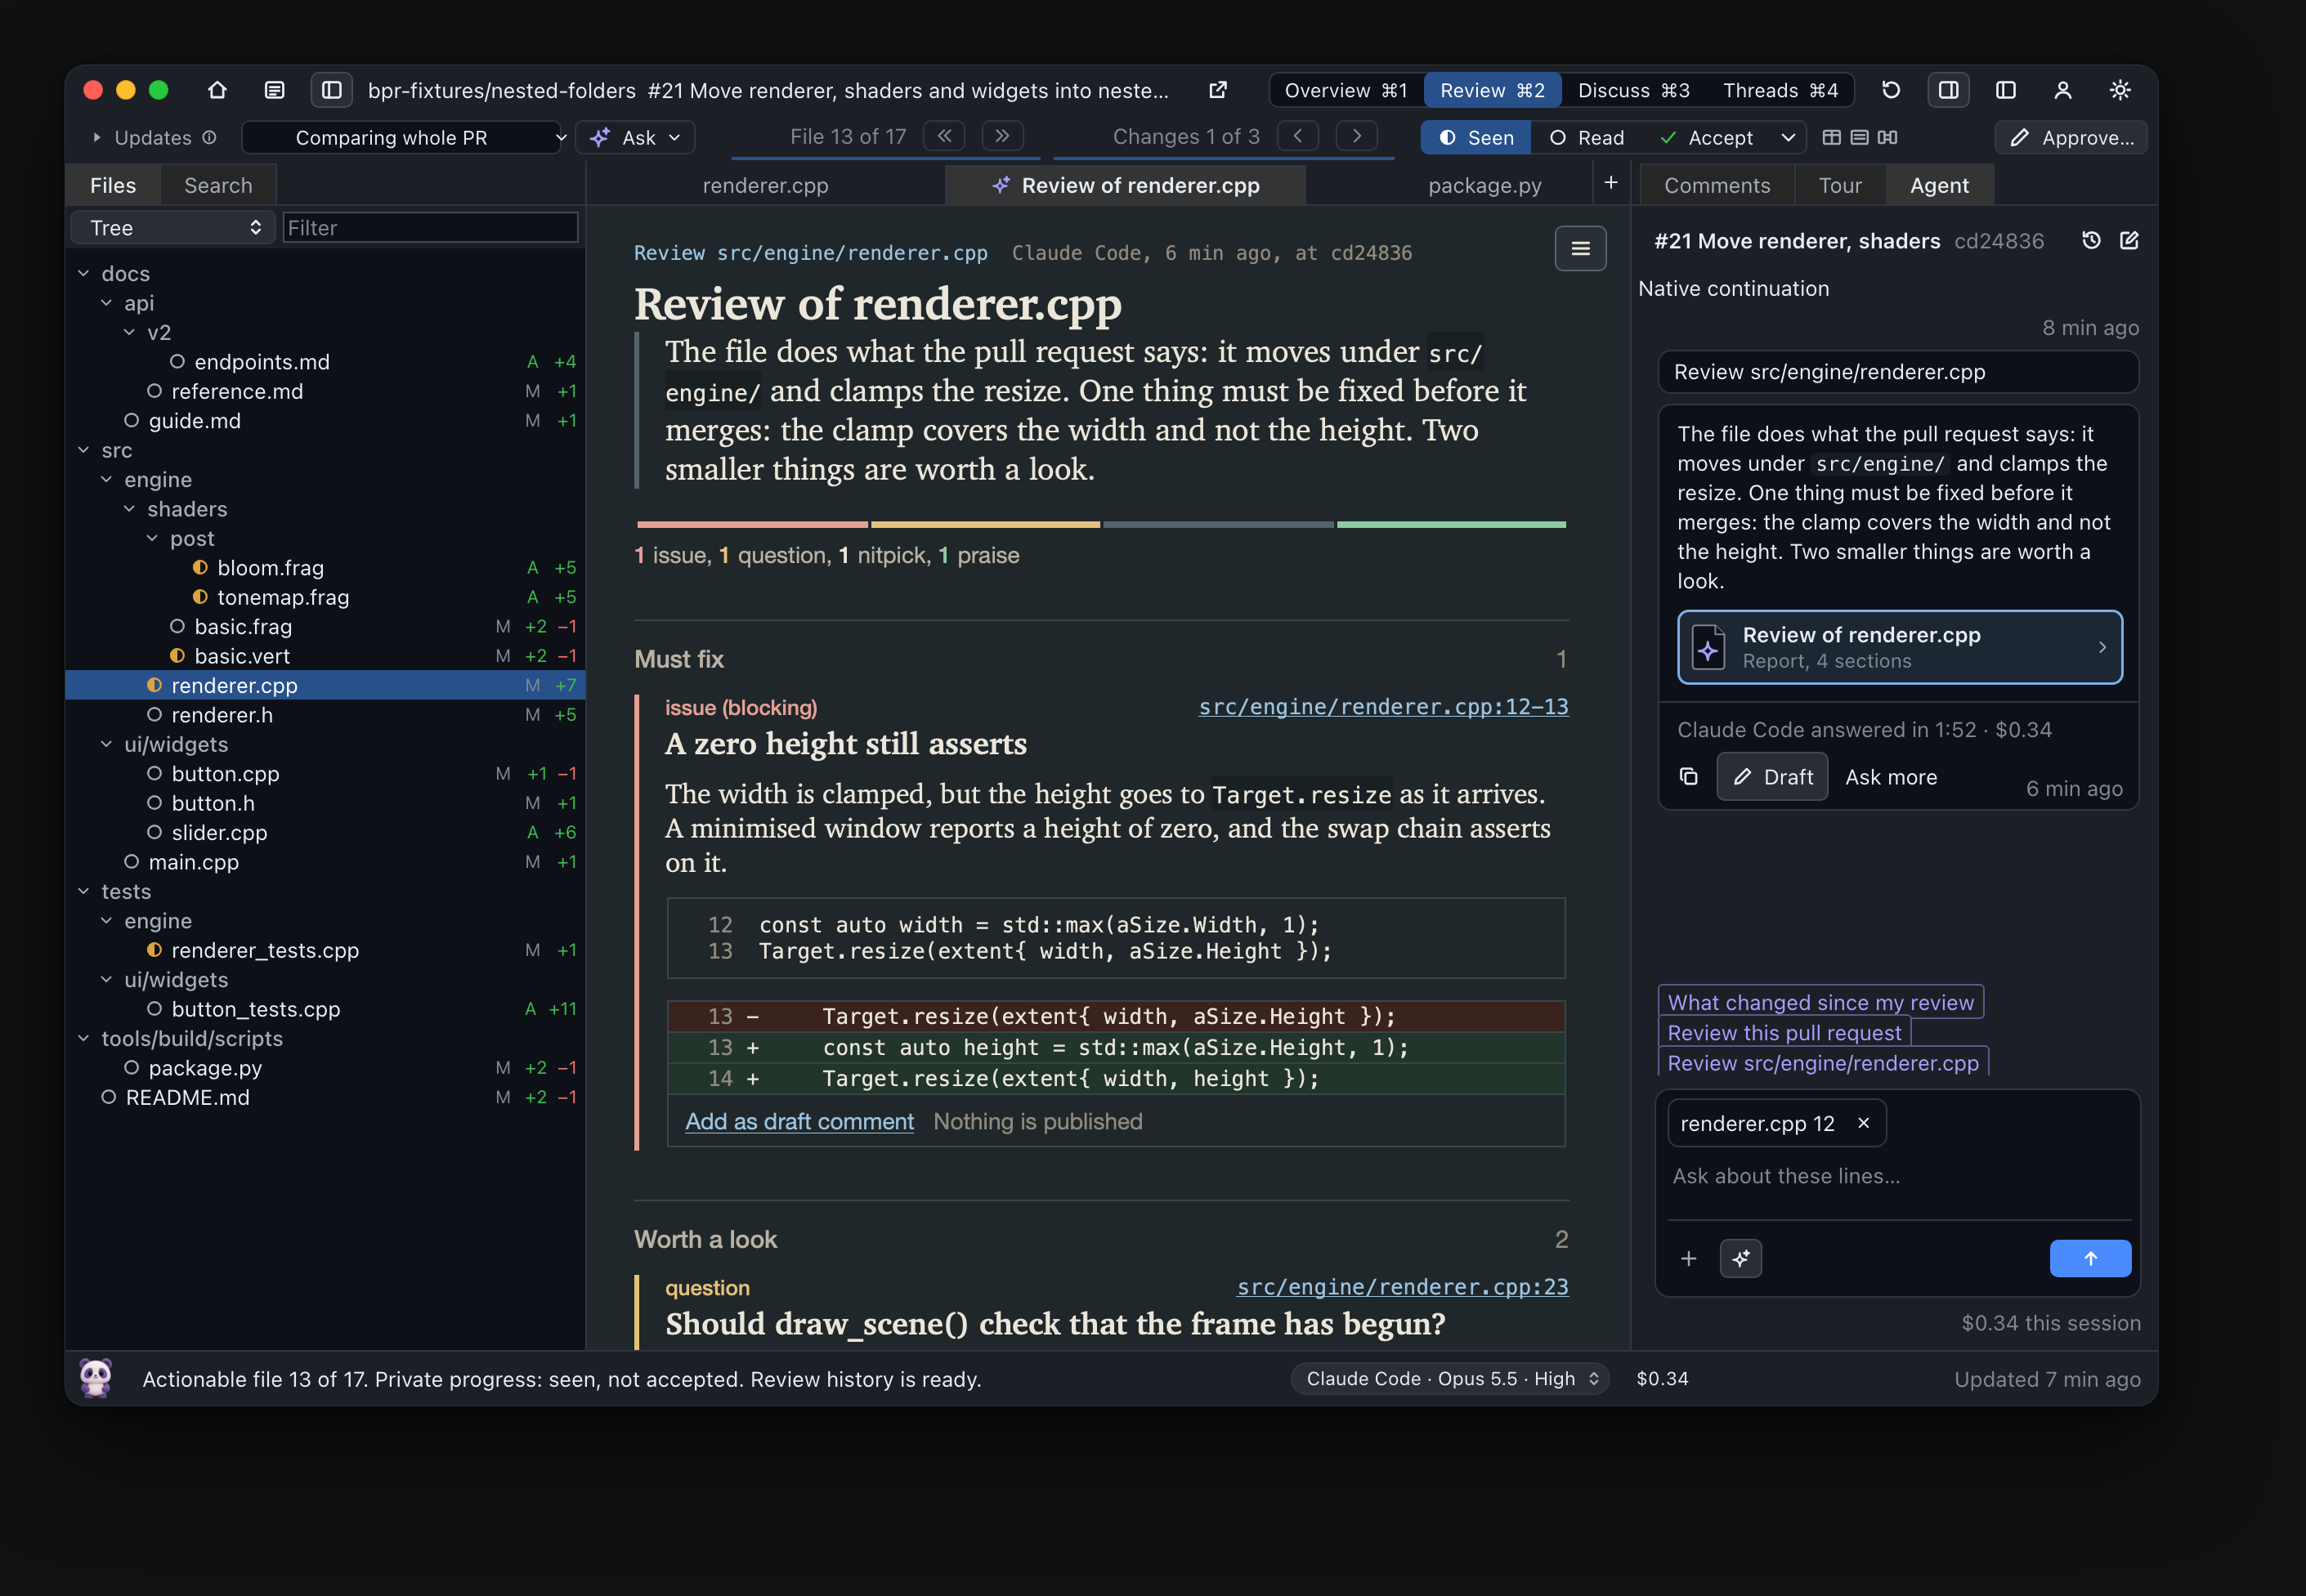 bpr-fixtures/nested-folders #21 Move renderer, shaders and widgets into neste...
Overview ⌘1 Review ⌘2 Discuss ⌘3 Threads ⌘4
Updates Comparing whole PR Ask File 13 of 17 Changes 1 of 3 Seen Read Accept Approve...
Files Search
Tree Filter
docs
api
v2
endpoints.md A +4
reference.md M +1
guide.md M +1
src
engine
shaders
post
bloom.frag A +5
tonemap.frag A +5
basic.frag M +2 −1
basic.vert M +2 −1
renderer.cpp M +7
renderer.h M +5
ui/widgets
button.cpp M +1 −1
button.h M +1
slider.cpp A +6
main.cpp M +1
tests
engine
renderer_tests.cpp M +1
ui/widgets
button_tests.cpp A +11
tools/build/scripts
package.py M +2 −1
README.md M +2 −1
renderer.cpp Review of renderer.cpp package.py +
Review src/engine/renderer.cpp Claude Code, 6 min ago, at cd24836
Review of renderer.cpp
The file does what the pull request says: it moves under src/
engine/ and clamps the resize. One thing must be fixed before it
merges: the clamp covers the width and not the height. Two
smaller things are worth a look.
1 issue, 1 question, 1 nitpick, 1 praise
Must fix 1
issue (blocking) src/engine/renderer.cpp:12–13
A zero height still asserts
The width is clamped, but the height goes to Target.resize as it arrives.
A minimised window reports a height of zero, and the swap chain asserts
on it.
12 const auto width = std::max(aSize.Width, 1);
13 Target.resize(extent{ width, aSize.Height });
13 − Target.resize(extent{ width, aSize.Height });
13 + const auto height = std::max(aSize.Height, 1);
14 + Target.resize(extent{ width, height });
Add as draft comment Nothing is published
Worth a look 2
question src/engine/renderer.cpp:23
Should draw_scene() check that the frame has begun?
Comments Tour Agent
#21 Move renderer, shaders cd24836
Native continuation
8 min ago
Review src/engine/renderer.cpp
The file does what the pull request says: it
moves under src/engine/ and clamps the
resize. One thing must be fixed before it
merges: the clamp covers the width and not
the height. Two smaller things are worth a
look.
Review of renderer.cpp
Report, 4 sections
Claude Code answered in 1:52 · $0.34
Draft Ask more 6 min ago
What changed since my review
Review this pull request
Review src/engine/renderer.cpp
renderer.cpp 12 ×
Ask about these lines...
$0.34 this session
Actionable file 13 of 17. Private progress: seen, not accepted. Review history is ready.
Claude Code · Opus 5.5 · High $0.34 Updated 7 min ago